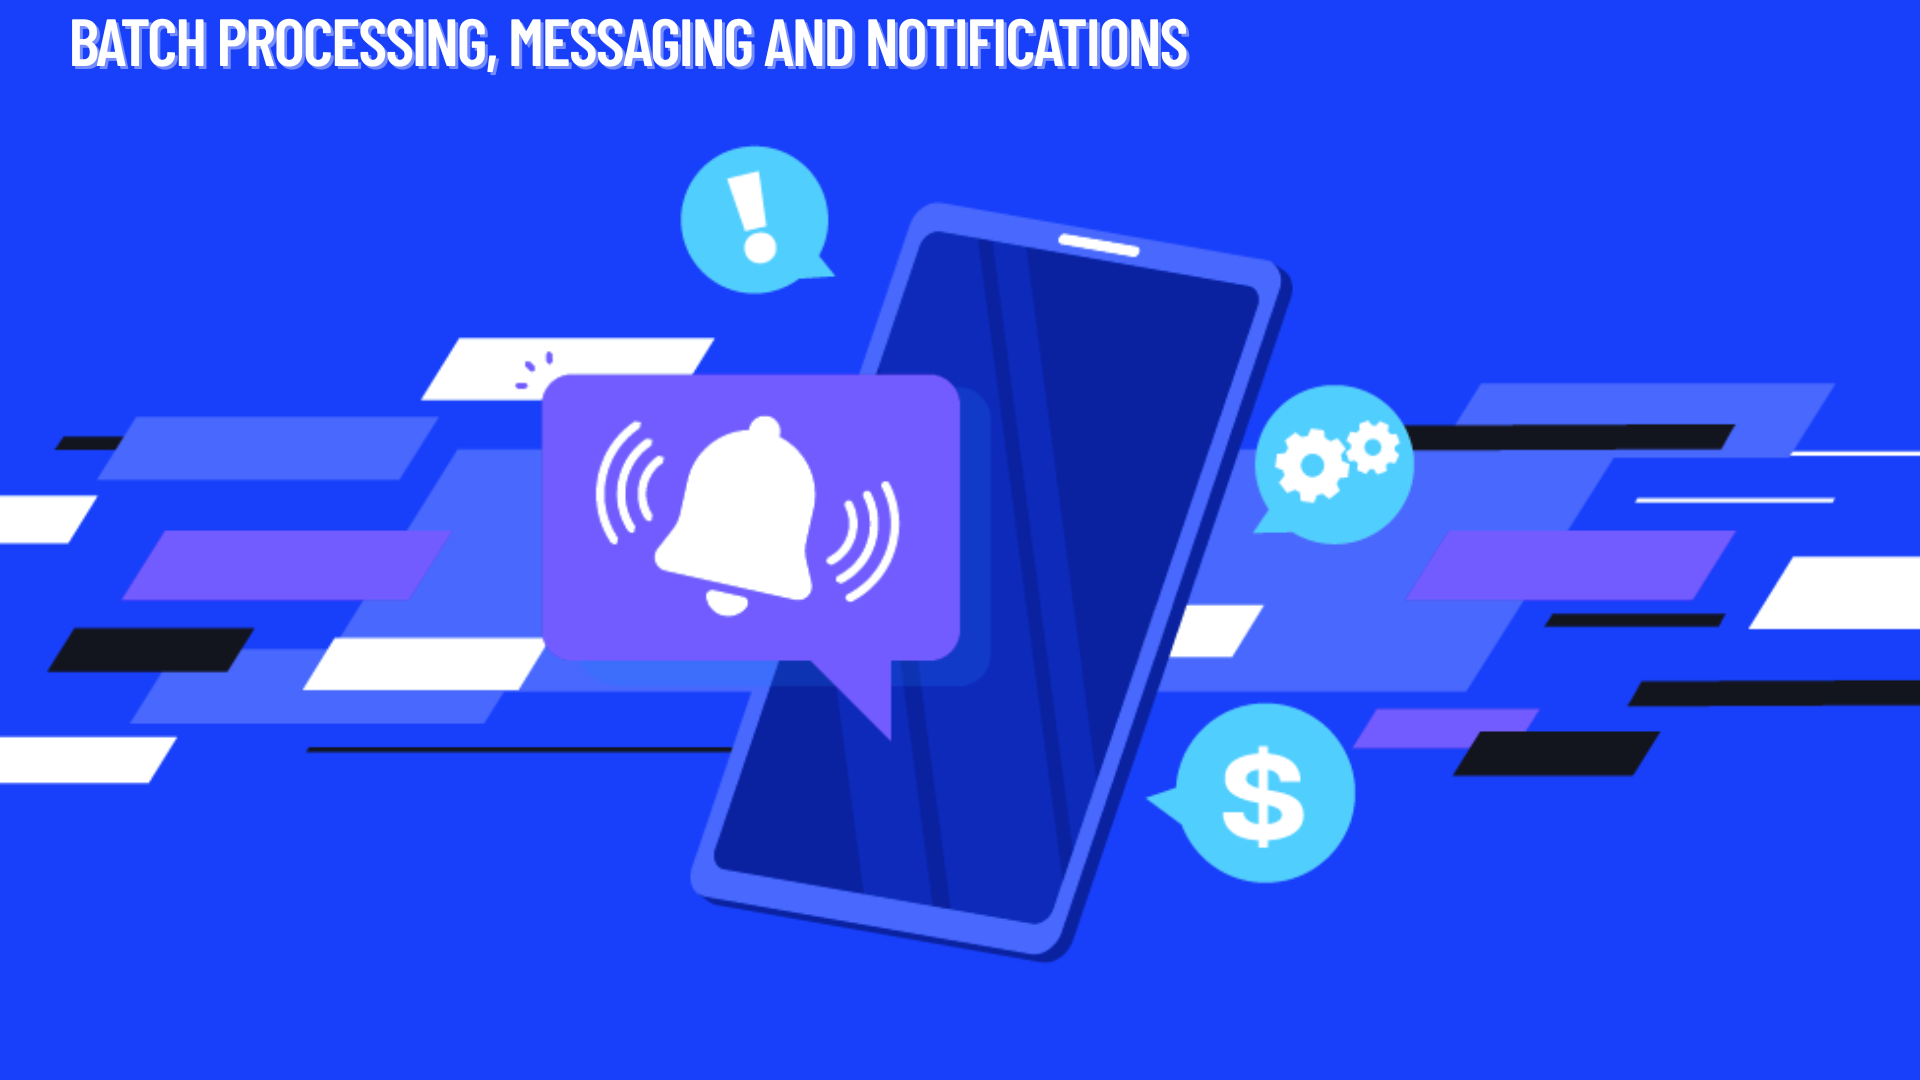 BATCH PROCESSING, MESSAGING AND NOTIFICATIONS
!
$